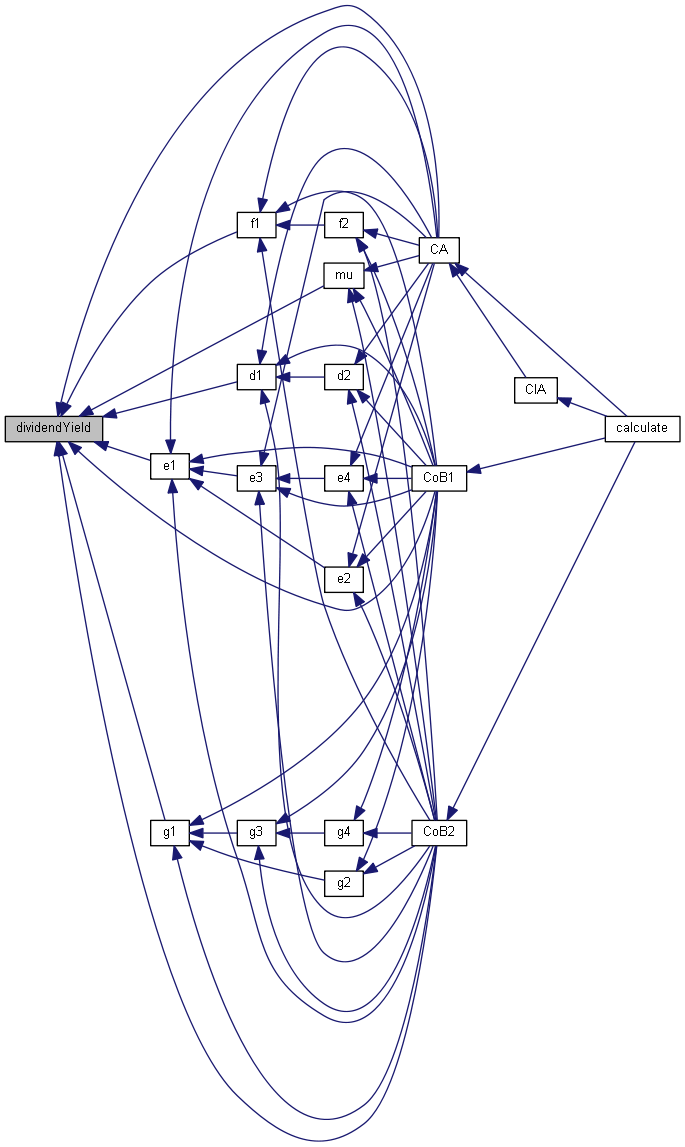 f1
f2
CA
mu
d1
d2
CIA
dividendYield
calculate
e1
e3
e4
CoB1
e2
g1
g3
g4
CoB2
g2